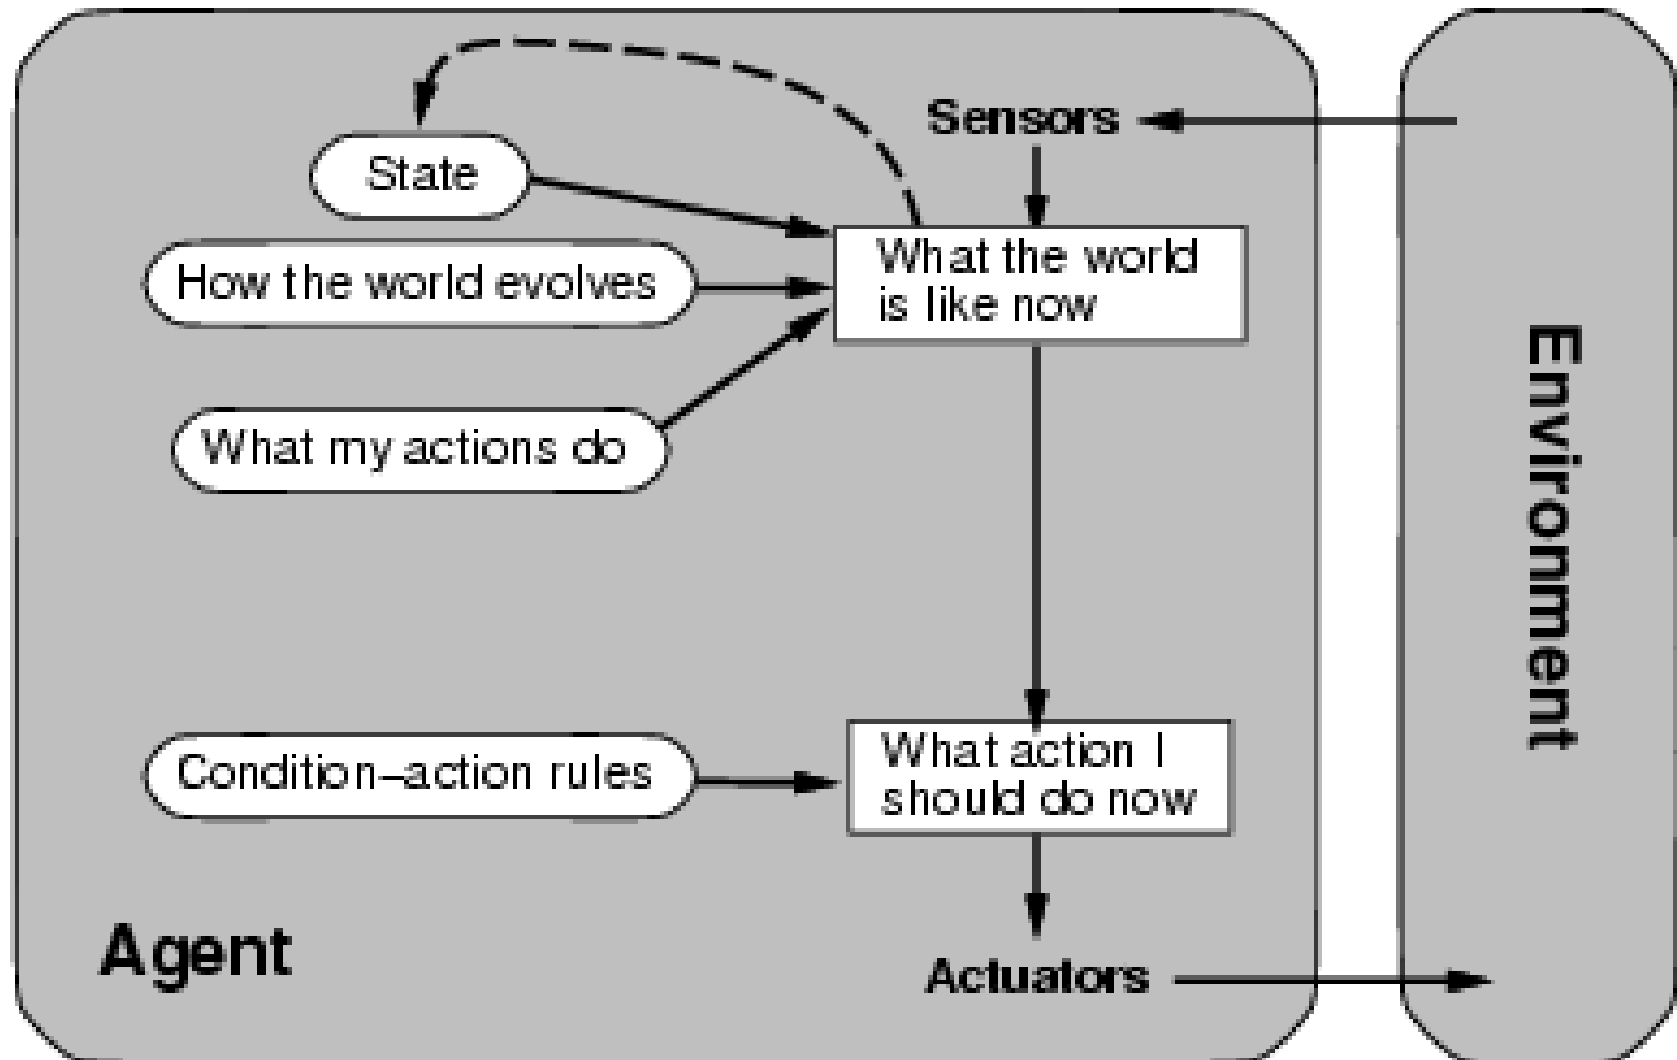 Sensors
State
What the world
is like now
How the world evolves
What my actions do
Condition–action rules
What action I
should do now
Agent
Actuators
Environment